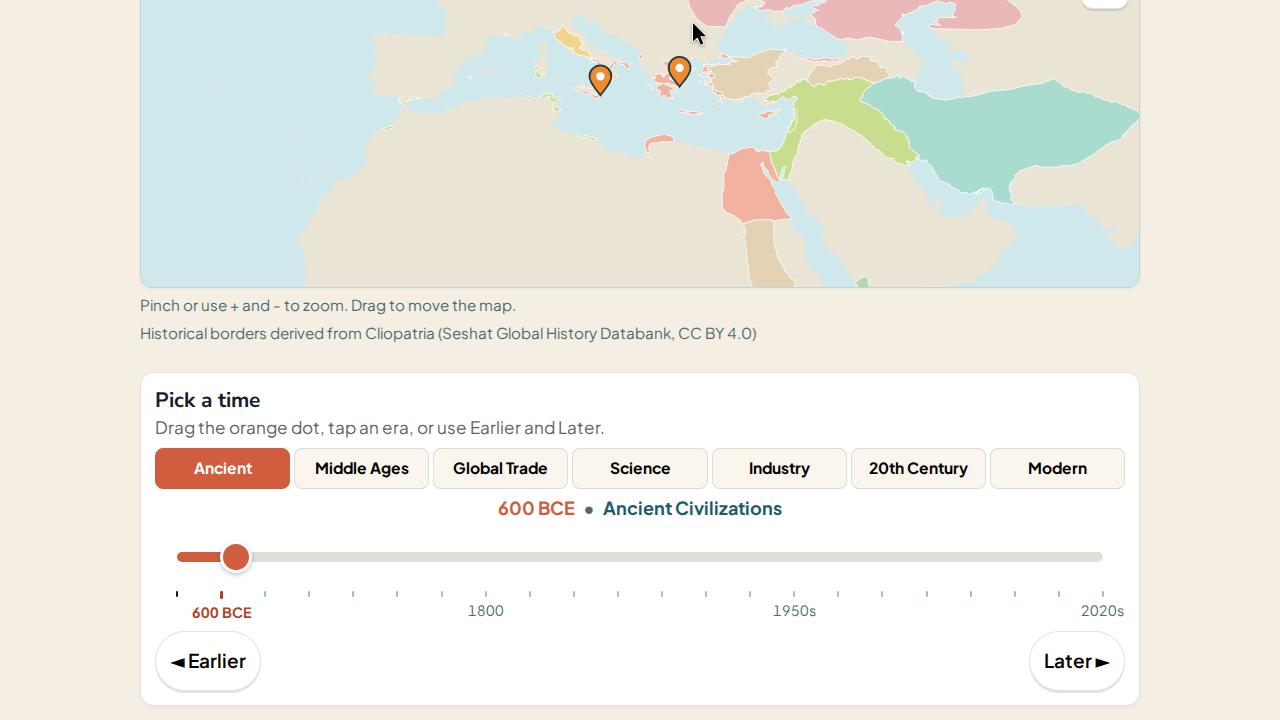 Pinch or use + and - to zoom. Drag to move the map.
Historical borders derived from Cliopatria (Seshat Global History Databank, CC BY 4.0)
Pick a time
Drag the orange dot, tap an era, or use Earlier and Later.
Ancient Middle Ages Global Trade Science Industry 20th Century Modern
600 BCE ● Ancient Civilizations
600 BCE 1800 1950s 2020s
◄ Earlier Later ►